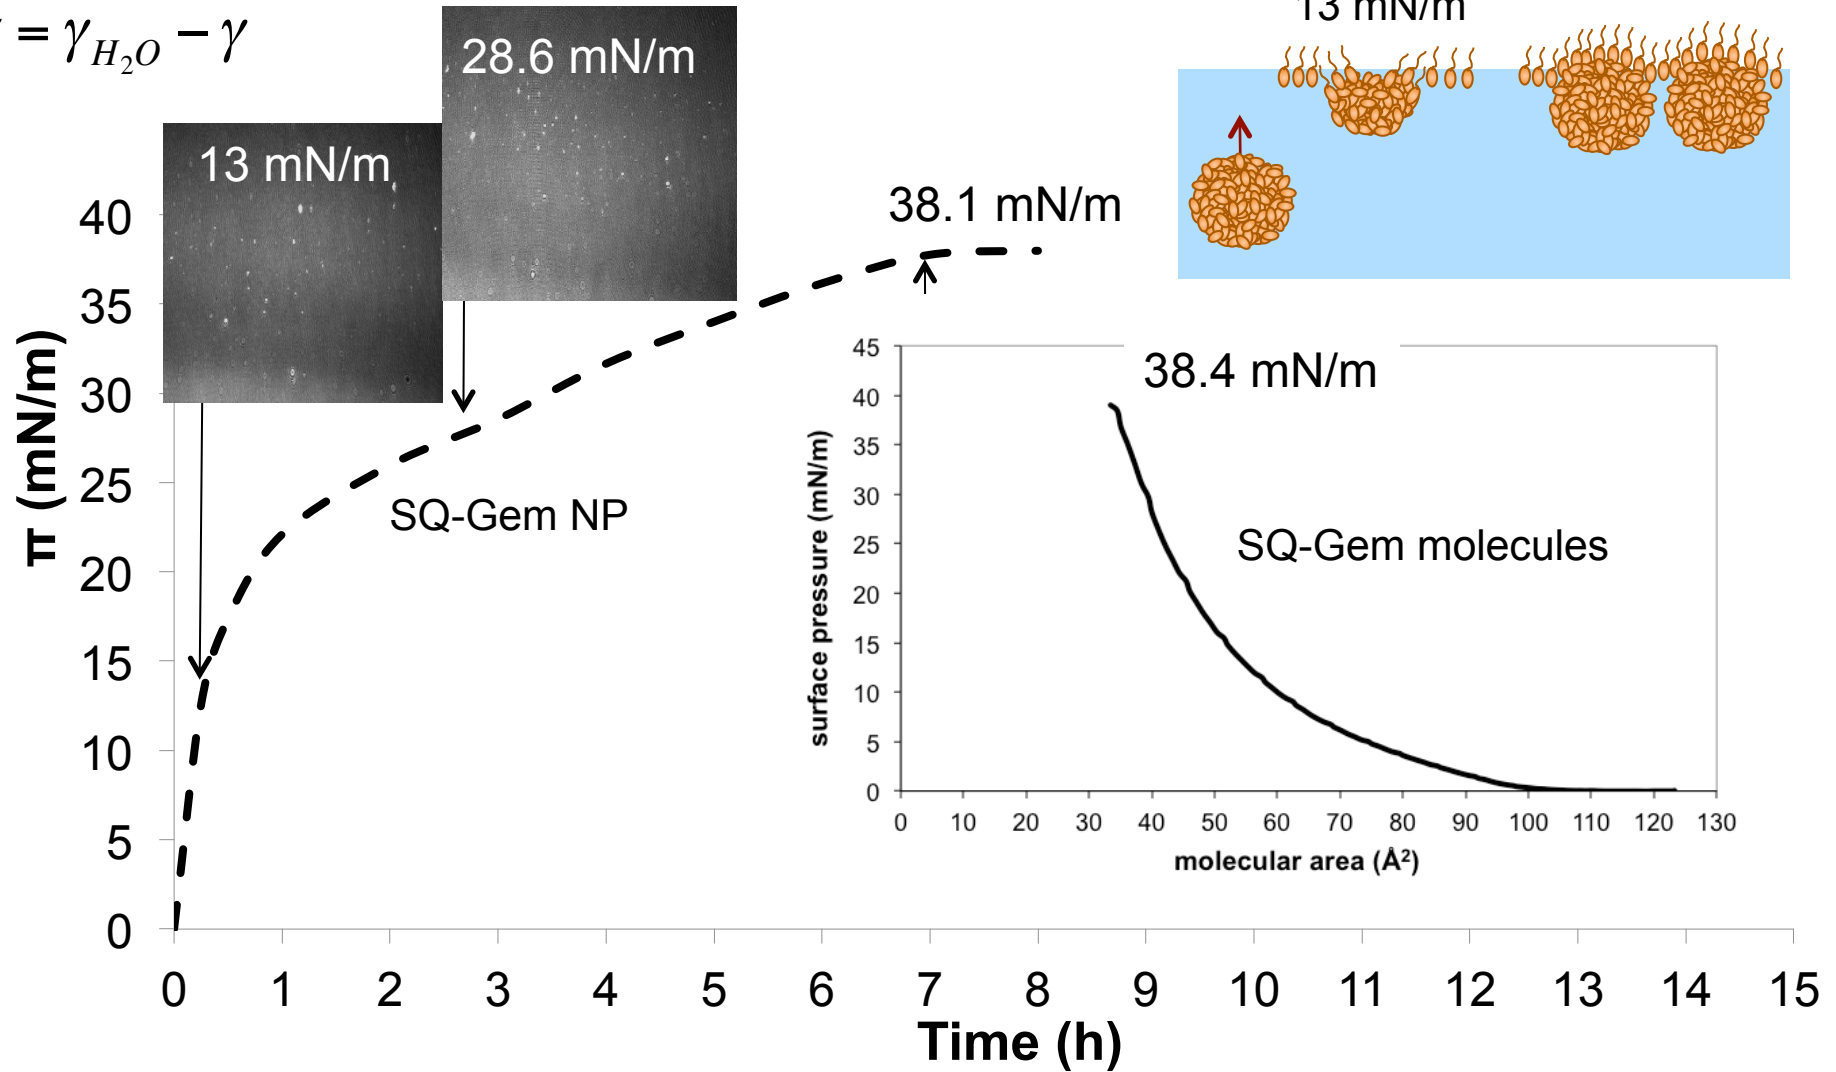 = γH₂O − γ
28.6 mN/m
13 mN/m
13 mN/m
38.1 mN/m
40
35
30
25
20
15
10
5
0
π (mN/m)
SQ-Gem NP
0 1 2 3 4 5 6 7 8 9 10 11 12 13 14 15
Time (h)
38.4 mN/m
45
40
35
30
25
20
15
10
5
0
surface pressure (mN/m)
SQ-Gem molecules
0 10 20 30 40 50 60 70 80 90 100 110 120 130
molecular area (Å²)